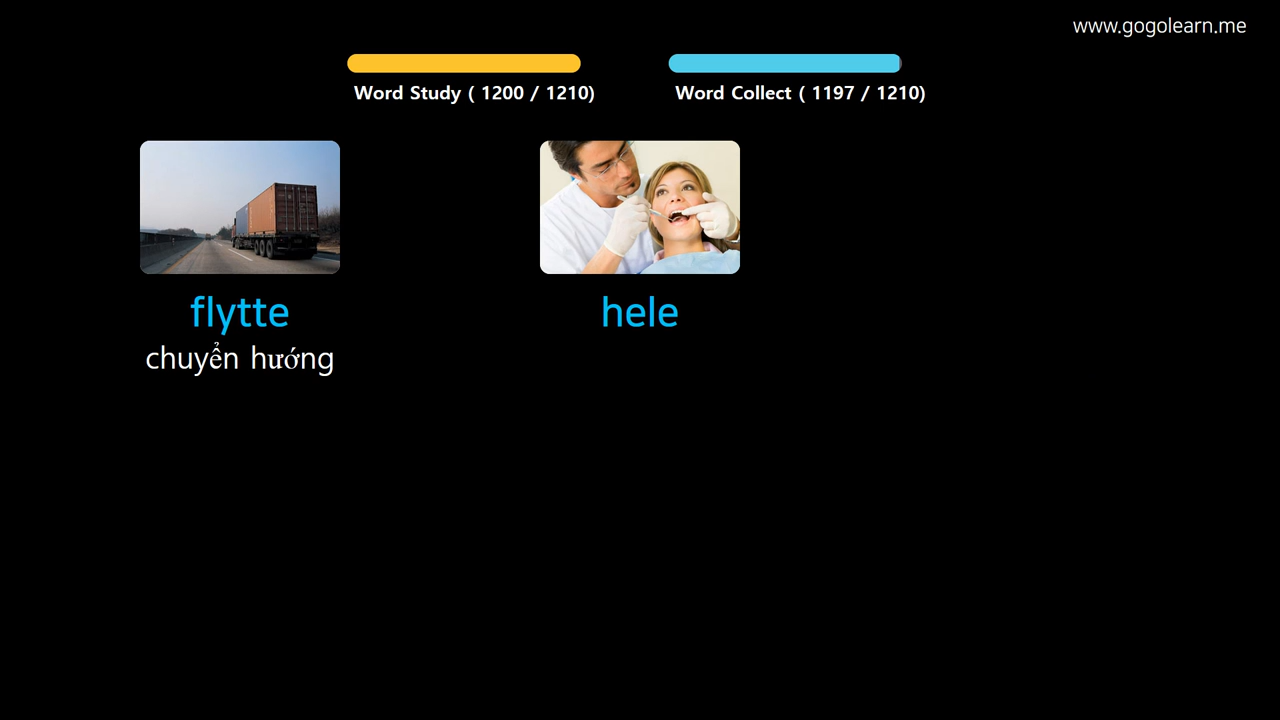 www.gogolearn.me
Word Study ( 1200 / 1210)
Word Collect ( 1197 / 1210)
flytte
hele
chuyển hướng